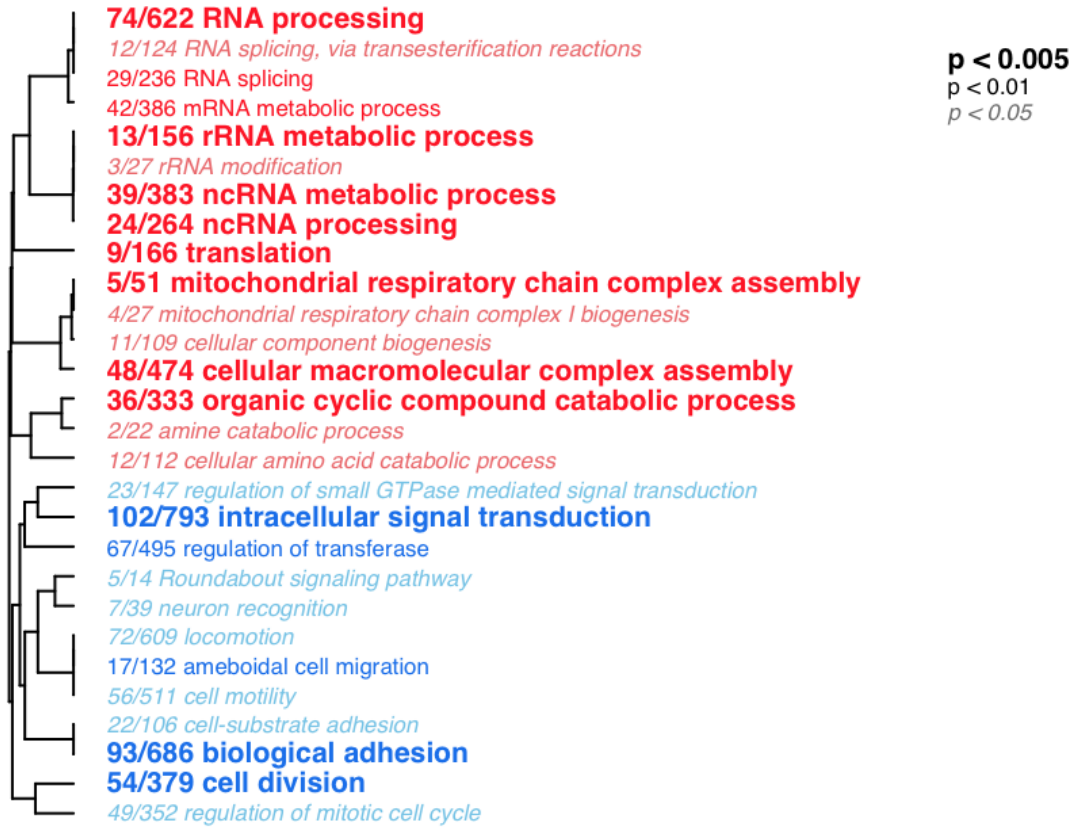 74/622 RNA processing
12/124 RNA splicing, via transesterification reactions
29/236 RNA splicing
42/386 mRNA metabolic process
13/156 rRNA metabolic process
3/27 rRNA modification
39/383 ncRNA metabolic process
24/264 ncRNA processing
9/166 translation
5/51 mitochondrial respiratory chain complex assembly
4/27 mitochondrial respiratory chain complex I biogenesis
11/109 cellular component biogenesis
48/474 cellular macromolecular complex assembly
36/333 organic cyclic compound catabolic process
2/22 amine catabolic process
12/112 cellular amino acid catabolic process
23/147 regulation of small GTPase mediated signal transduction
102/793 intracellular signal transduction
67/495 regulation of transferase
5/14 Roundabout signaling pathway
7/39 neuron recognition
72/609 locomotion
17/132 ameboidal cell migration
56/511 cell motility
22/106 cell-substrate adhesion
93/686 biological adhesion
54/379 cell division
49/352 regulation of mitotic cell cycle
p < 0.005
p < 0.01
p < 0.05